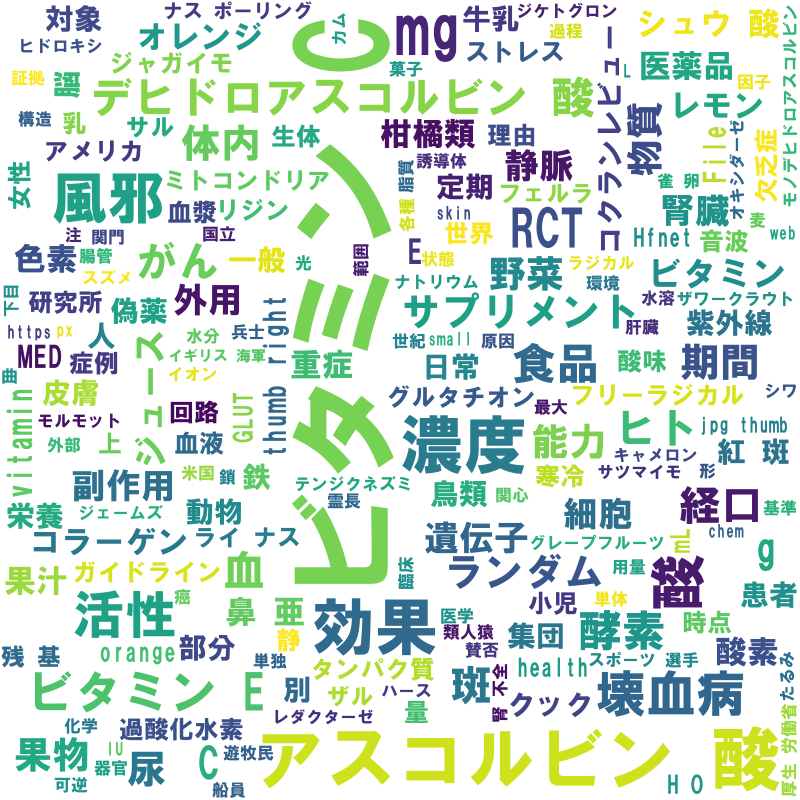 対象
ナス ポーリング
カム
mg
牛乳
ジケトグロン
シュウ 酸
ヒドロキシ
オレンジ
ストレス
過程
ジャガイモ
菓子
医薬品
証拠
脳
デヒドロアスコルビン 酸
L
因子
レモン
モノデヒドロアスコルビン
構造
乳
サル
体内
生体
柑橘類
理由
コクランレビュー
物質
File
オキシダーゼ
欠乏症
アメリカ
誘導体
静脈
女性
風邪
ミトコンドリア
脂質
定期
フェルラ
雀 卵
血漿
リジン
各種
skin
RCT
腎臓
麦
注
関門
国立
世界
Hfnet
音波
web
色素
腸管
がん
一般
光
範囲
E
状態
野菜
ラジカル
ビタミン
スズメ
ナトリウム
環境
下目
研究所
偽薬
外用
サプリメント
水溶
ザワークラウト
https
px
人
水分
兵士
thumb right
世紀
small
原因
肝臓
紫外線
MED
症例
イギリス
海軍
重症
日常
食品
酸味
期間
曲
皮膚
ジュース
イオン
グルタチオン
フリーラジカル
シワ
vitamin
モルモット
回路
GLUT
最大
濃度
ヒト
jpg thumb
外部
上
血液
能力
キャメロン
紅 斑
米国
鎖
鉄
寒冷
サツマイモ
形
副作用
テンジクネズミ
霊長
鳥類
関心
経口
基準
栄養
ジェームズ
動物
細胞
mL
chem
コラーゲン
ライ ナス
遺伝子
グレープフルーツ
g
果汁
ガイドライン
血
臨床
ランダム
用量
酸
患者
癌
小児
単体
活性
鼻
亜
効果
医学
類人猿
集団
酵素
時点
orange
部分
静
賛否
酸素
残 基
単独
タンパク質
health
スポーツ
選手
たるみ
ビタミン E
別
ザル
ハース
斑
腎 不全
クック
壊血病
化学
過酸化水素
レダクターゼ
量
果物
IU
尿
C
遊牧民
アスコルビン 酸
厚生 労働省
可逆
器官
船員
H O
ビタミン C